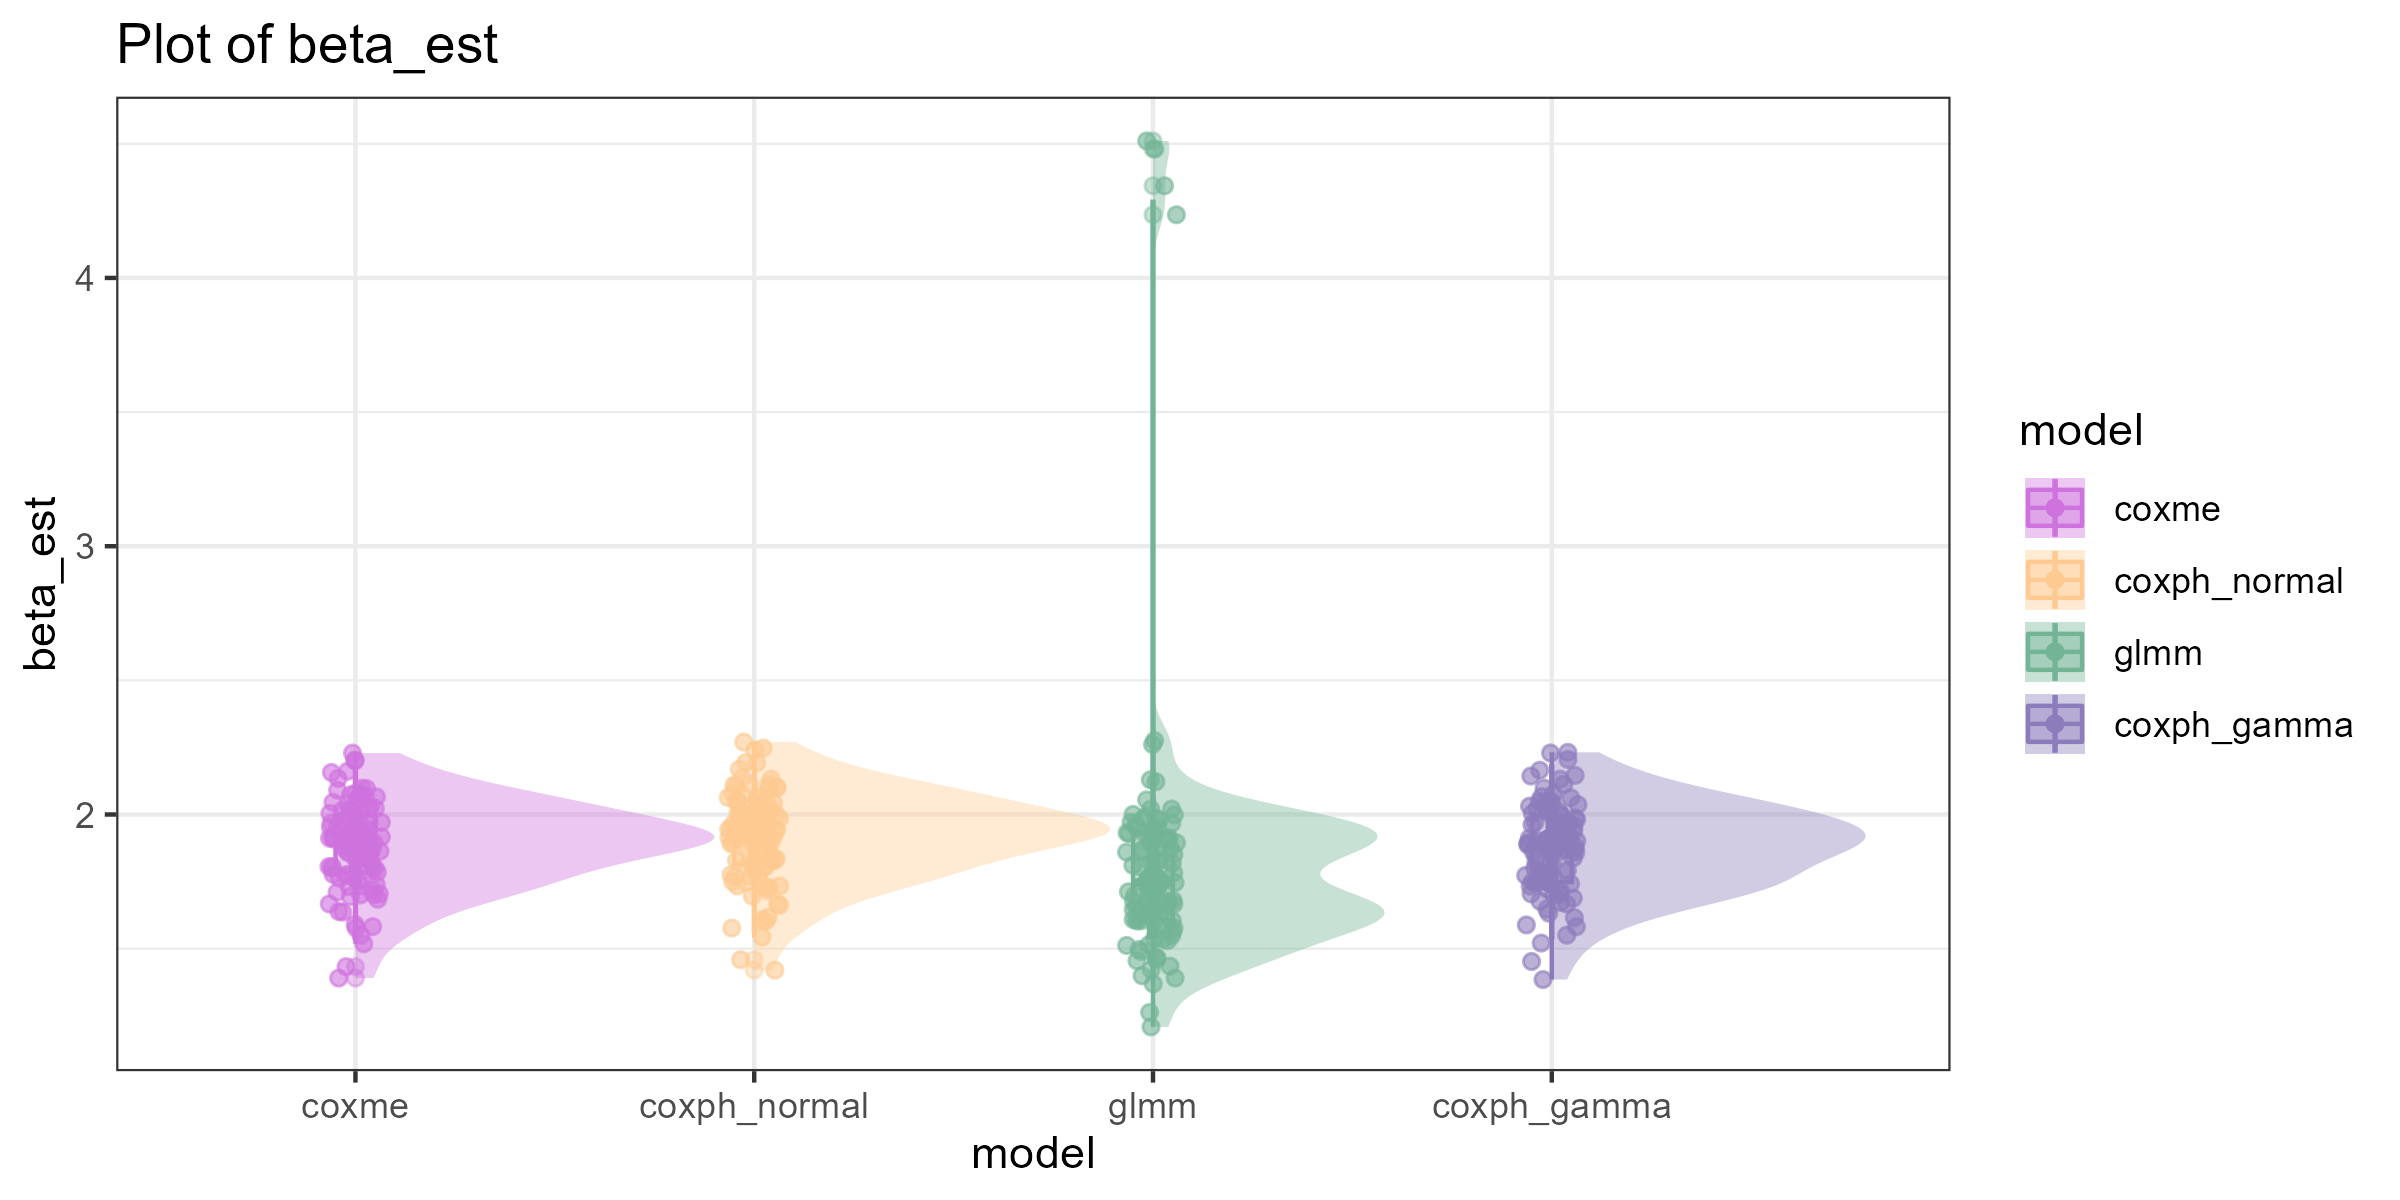 Plot of beta_est
beta_est
4
3
2
coxme
coxph_normal
glmm
coxph_gamma
model
model
coxme
coxph_normal
glmm
coxph_gamma